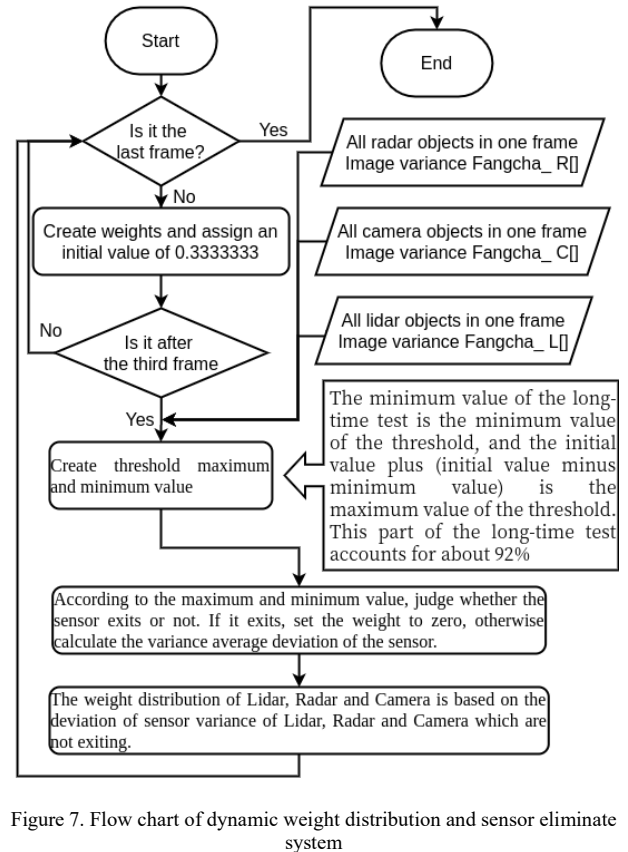 Start
End
Is it the
last frame?
Yes
No
All radar objects in one frame
Image variance Fangcha_ R[]
Create weights and assign an
initial value of 0.3333333
All camera objects in one frame
Image variance Fangcha_ C[]
All lidar objects in one frame
Image variance Fangcha_ L[]
No
Is it after
the third frame
Yes
The minimum value of the long-
time test is the minimum value
of the threshold, and the initial
value plus (initial value minus
minimum value) is the
maximum value of the threshold.
This part of the long-time test
accounts for about 92%
Create threshold maximum
and minimum value
According to the maximum and minimum value, judge whether the
sensor exits or not. If it exits, set the weight to zero, otherwise
calculate the variance average deviation of the sensor.
The weight distribution of Lidar, Radar and Camera is based on the
deviation of sensor variance of Lidar, Radar and Camera which are
not exiting.
Figure 7. Flow chart of dynamic weight distribution and sensor eliminate
system